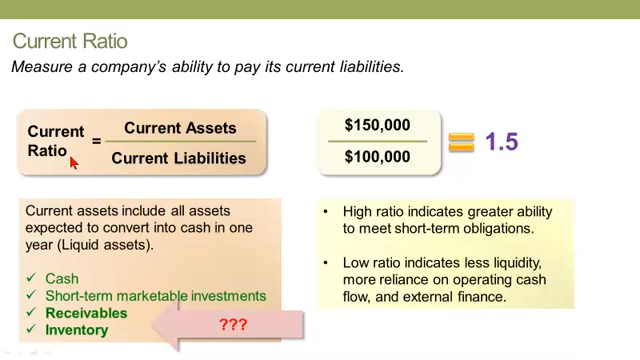 Current Ratio
Measure a company's ability to pay its current liabilities.
Current
Ratio
=
Current Assets
Current Liabilities
$150,000
$100,000
= 1.5
Current assets include all assets
expected to convert into cash in one
year (Liquid assets).
✓ Cash
✓ Short-term marketable investments
✓ Receivables
✓ Inventory
???
• High ratio indicates greater ability
to meet short-term obligations.
• Low ratio indicates less liquidity,
more reliance on operating cash
flow, and external finance.